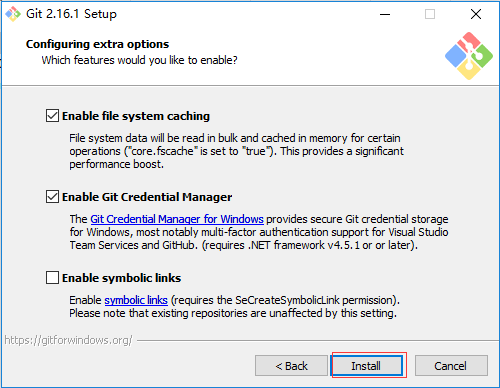 Git 2.16.1 Setup
Configuring extra options
Which features would you like to enable?
Enable file system caching
File system data will be read in bulk and cached in memory for certain
operations ("core.fscache" is set to "true"). This provides a significant
performance boost.
Enable Git Credential Manager
The Git Credential Manager for Windows provides secure Git credential storage
for Windows, most notably multi-factor authentication support for Visual Studio
Team Services and GitHub. (requires .NET framework v4.5.1 or or later).
Enable symbolic links
Enable symbolic links (requires the SeCreateSymbolicLink permission).
Please note that existing repositories are unaffected by this setting.
https://gitforwindows.org/
< Back
Install
Cancel